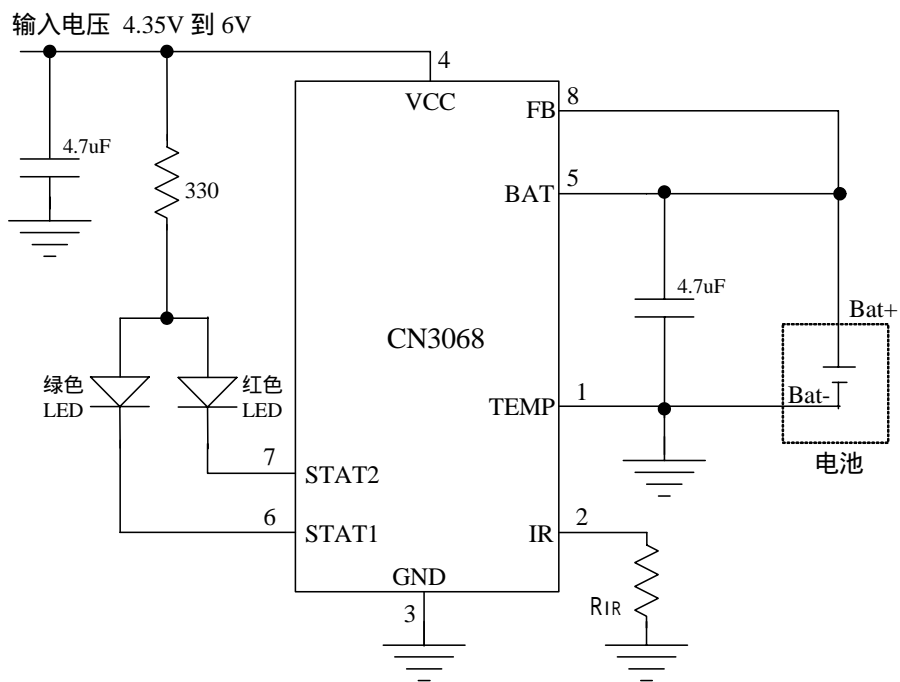 输入电压 4.35V 到 6V
4
VCC
FB
8
4.7uF
330
BAT
5
4.7uF
Bat+
CN3068
绿色
LED
红色
LED
TEMP
1
Bat-
电池
7
STAT2
6
STAT1
IR
2
GND
3
RIR